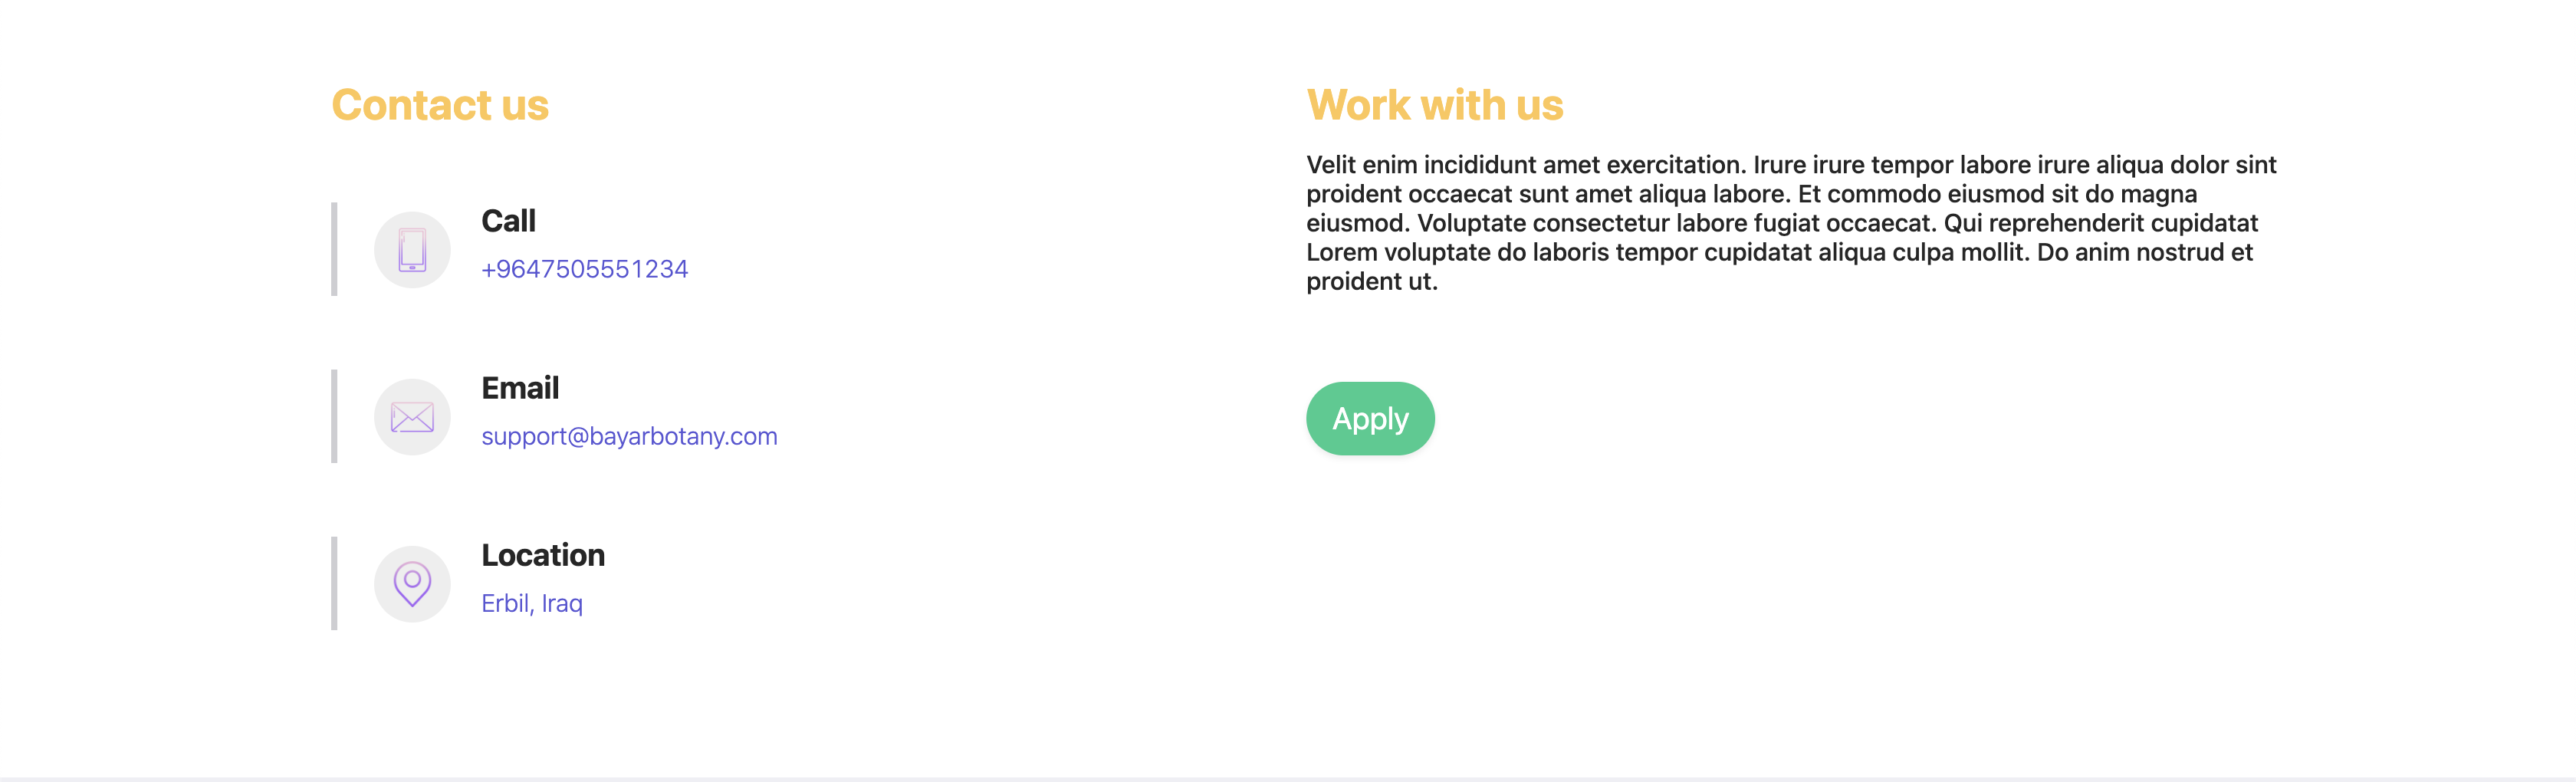 Contact us
Call
+9647505551234
Email
support@bayarbotany.com
Location
Erbil, Iraq
Work with us
Velit enim incididunt amet exercitation. Irure irure tempor labore irure aliqua dolor sint
proident occaecat sunt amet aliqua labore. Et commodo eiusmod sit do magna
eiusmod. Voluptate consectetur labore fugiat occaecat. Qui reprehenderit cupidatat
Lorem voluptate do laboris tempor cupidatat aliqua culpa mollit. Do anim nostrud et
proident ut.
Apply